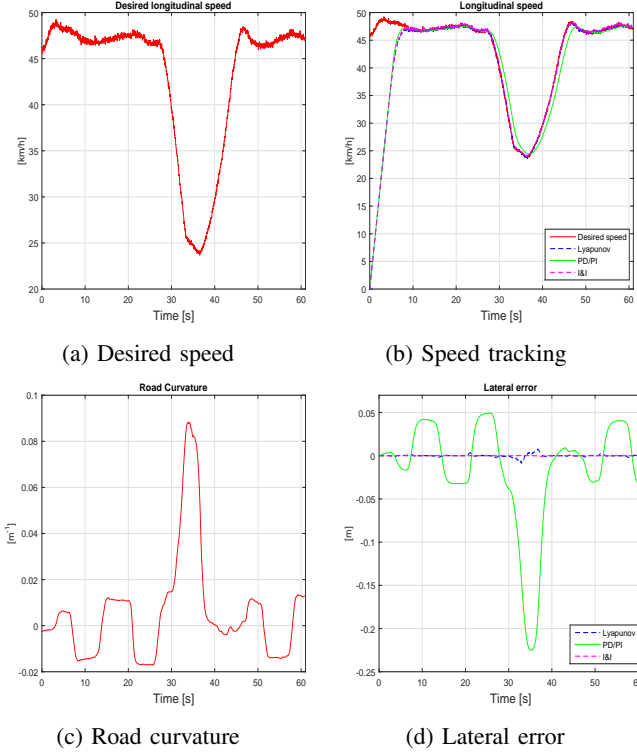 Desired longitudinal speed
50
45
40
35
30
25
20
[km/h]
0 10 20 30 40 50 60
Time [s]
(a) Desired speed
Longitudinal speed
50
45
40
35
30
25
20
15
10
5
0
[km/h]
Desired speed
Lyapunov
PD/PI
I&I
0 10 20 30 40 50 60
Time [s]
(b) Speed tracking
Road Curvature
0.1
0.08
0.06
0.04
0.02
0
-0.02
[m⁻¹]
0 10 20 30 40 50 60
Time [s]
(c) Road curvature
Lateral error
0.05
0
-0.05
-0.1
-0.15
-0.2
-0.25
[m]
Lyapunov
PD/PI
I&I
0 10 20 30 40 50 60
Time [s]
(d) Lateral error